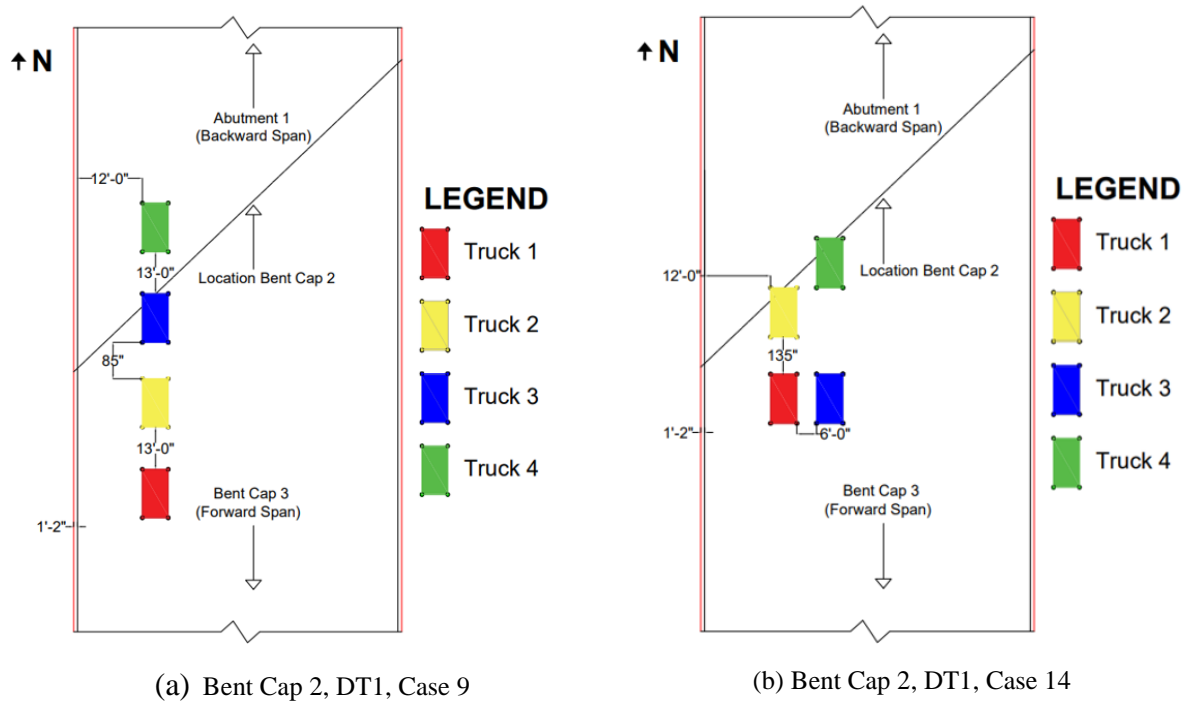 N
Abutment 1
(Backward Span)
12'-0"
13'-0"
Location Bent Cap 2
85"
13'-0"
Bent Cap 3
(Forward Span)
1'-2"
LEGEND
Truck 1
Truck 2
Truck 3
Truck 4
(a) Bent Cap 2, DT1, Case 9
N
Abutment 1
(Backward Span)
Location Bent Cap 2
12'-0"
135"
6'-0"
1'-2"
Bent Cap 3
(Forward Span)
LEGEND
Truck 1
Truck 2
Truck 3
Truck 4
(b) Bent Cap 2, DT1, Case 14